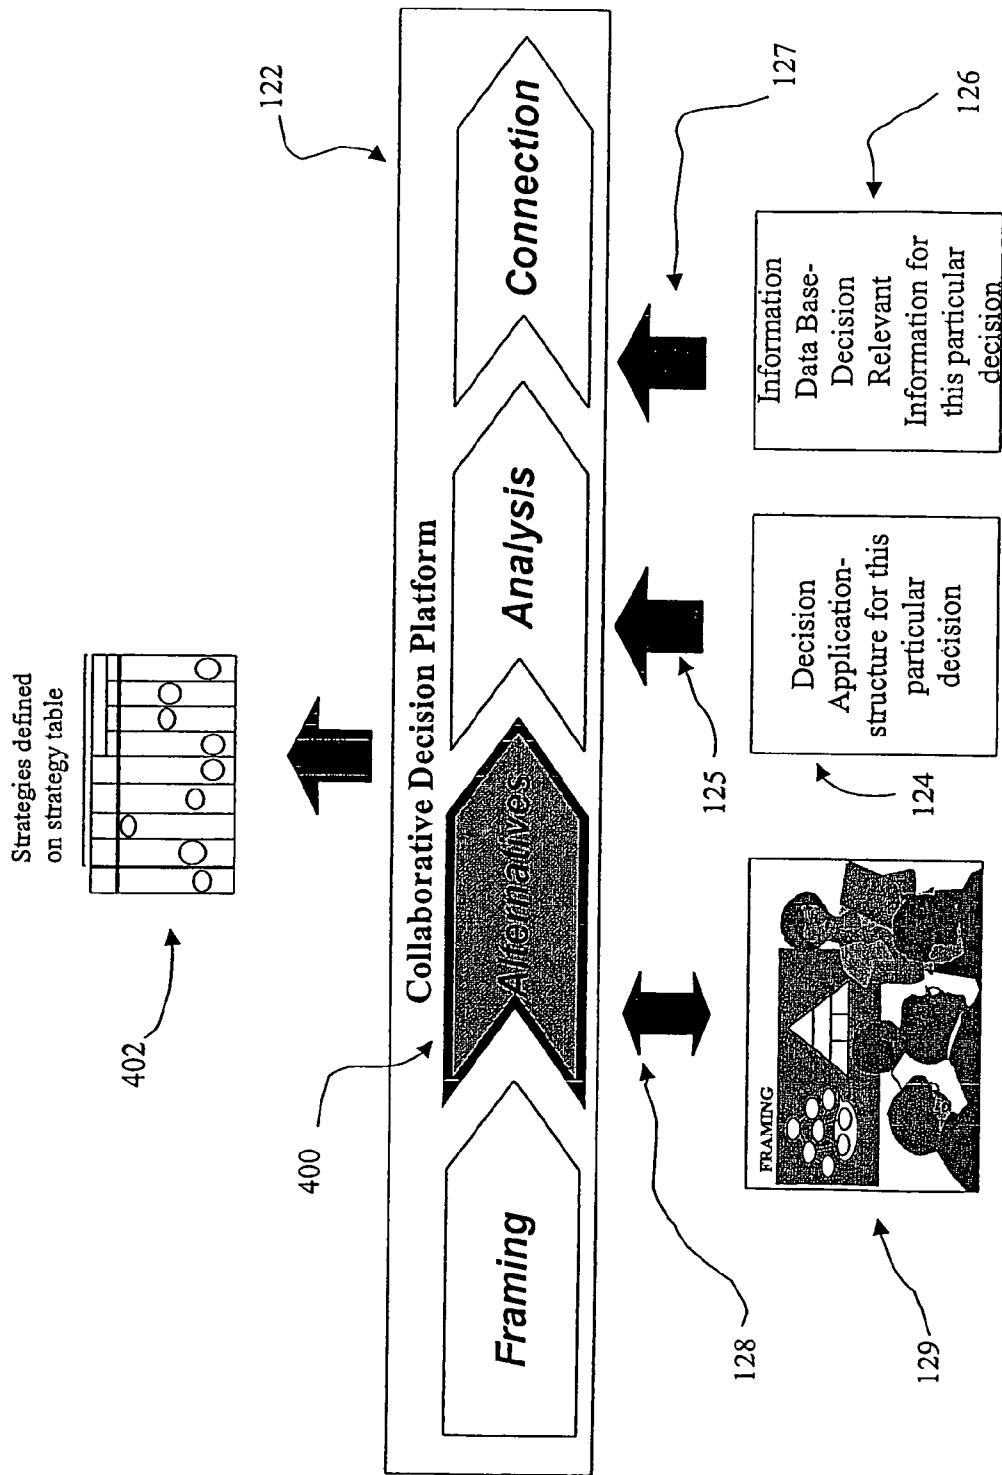 Strategies defined
on strategy table
402
122
Collaborative Decision Platform
400
Framing
Alternatives
Analysis
Connection
128
125
127
129
FRAMING
124
Decision
Application-
structure for this
particular
decision
126
Information
Data Base-
Decision
Relevant
Information for
this particular
decision